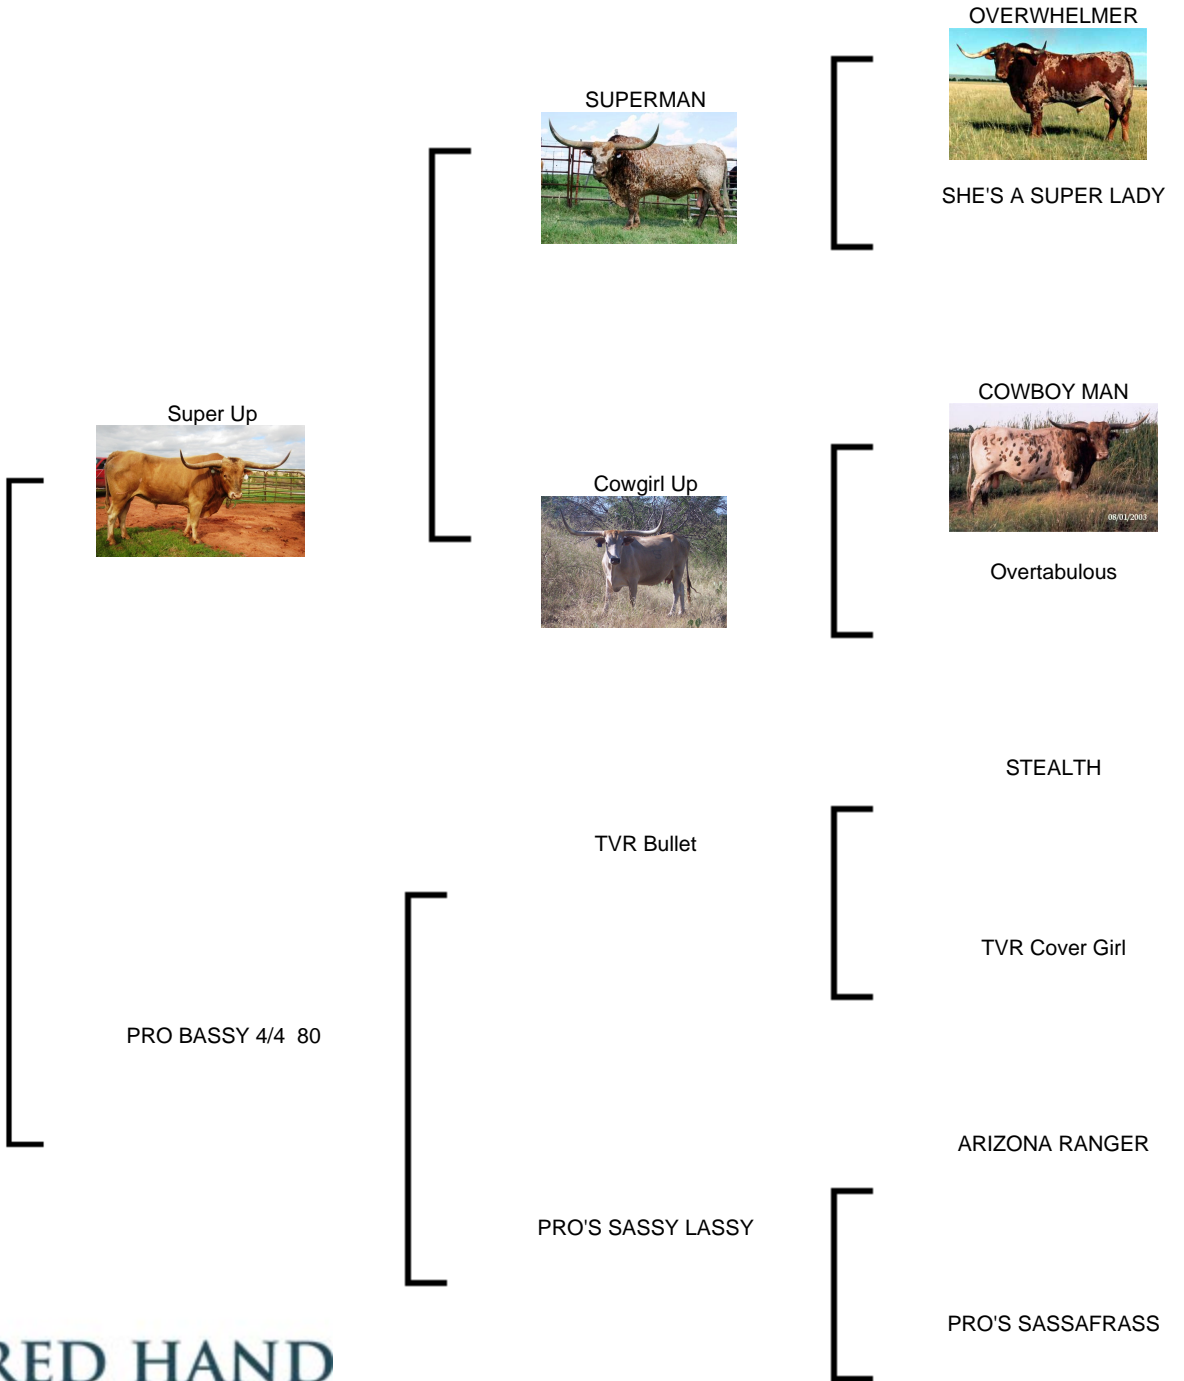 OVERWHELMER
SUPERMAN
SHE'S A SUPER LADY
COWBOY MAN
Super Up
Cowgirl Up
08/01/2003
Overtabulous
STEALTH
TVR Bullet
TVR Cover Girl
PRO BASSY 4/4  80
ARIZONA RANGER
PRO'S SASSY LASSY
PRO'S SASSAFRASS
RED HAND